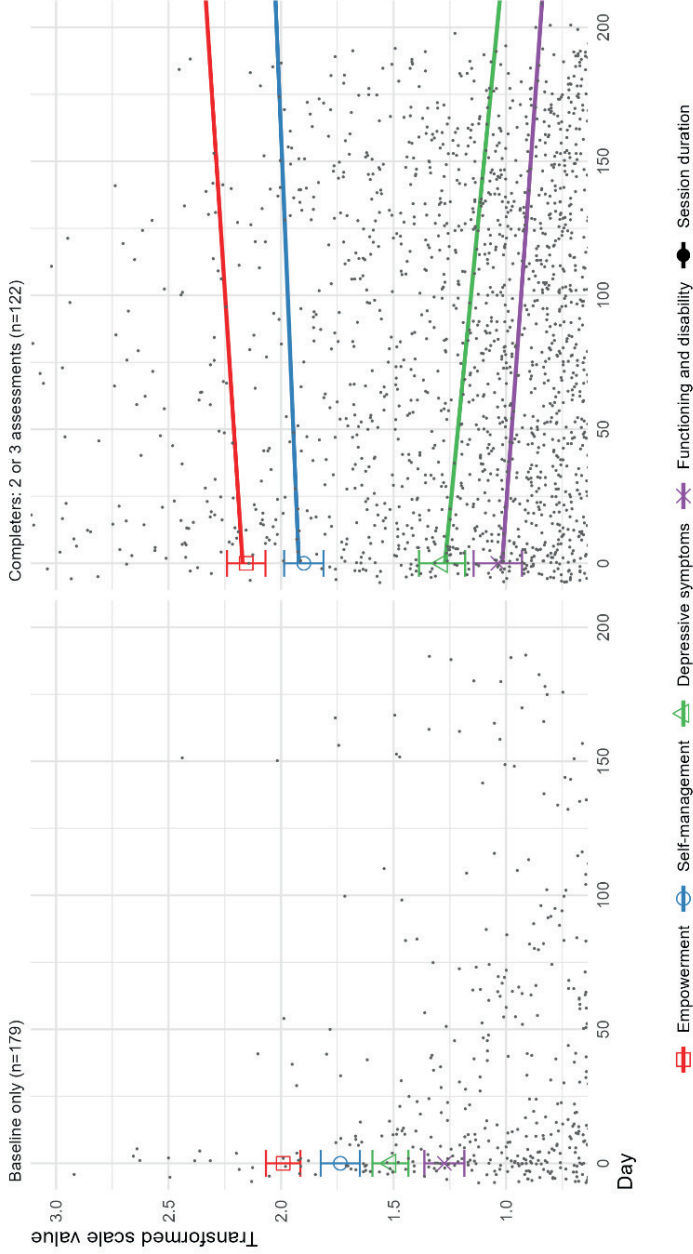 Baseline only (n=179)
Completers: 2 or 3 assessments (n=122)
Transformed scale value
3.0
2.5
2.0
1.5
1.0
0 50 100 150 200
0 50 100 150 200
Day
Empowerment Self-management Depressive symptoms Functioning and disability Session duration